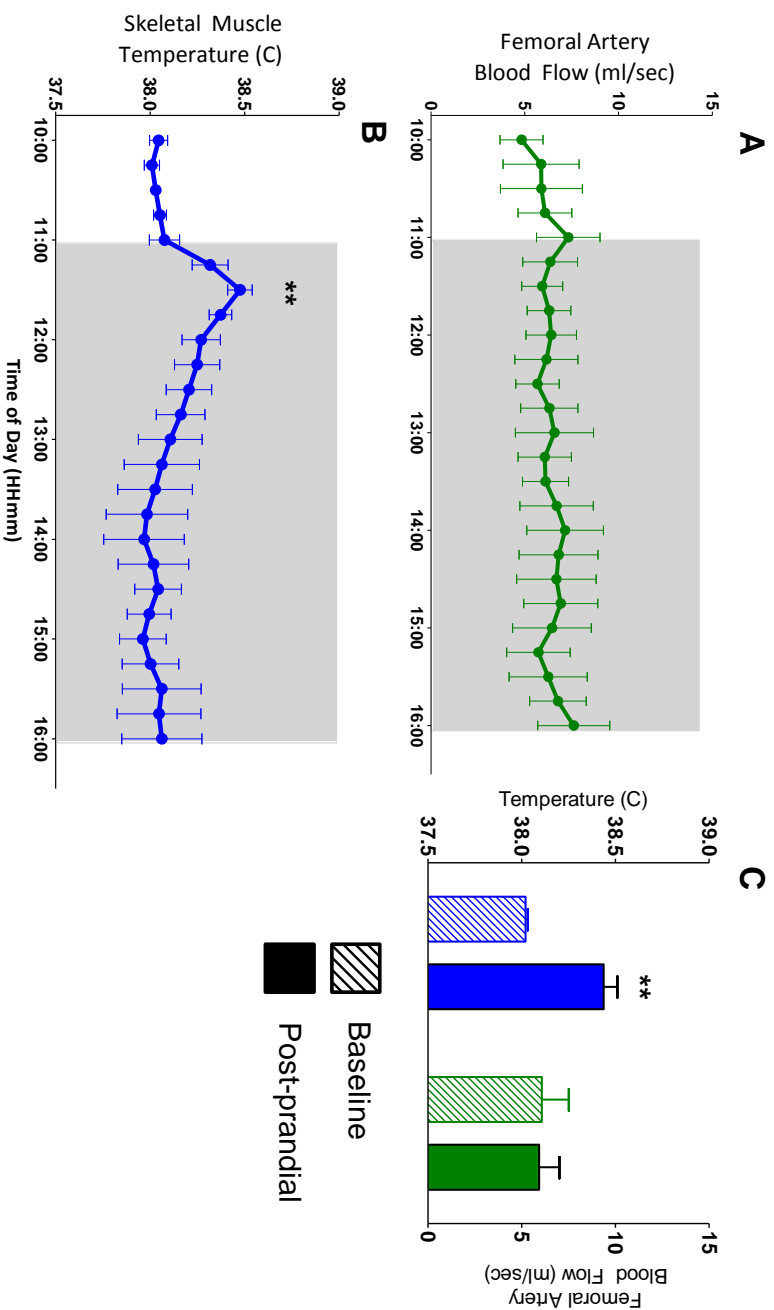 A
Femoral Artery
Blood Flow (ml/sec)
15
10
5
0
10:00
11:00
12:00
13:00
14:00
15:00
16:00
B
Skeletal Muscle
Temperature (C)
39.0
38.5
38.0
37.5
**
10:00
11:00
12:00
13:00
14:00
15:00
16:00
Time of Day (HHmm)
C
Temperature (C)
39.0
38.5
38.0
37.5
**
15
10
5
0
Femoral Artery
Blood Flow (ml/sec)
Baseline
Post-prandial